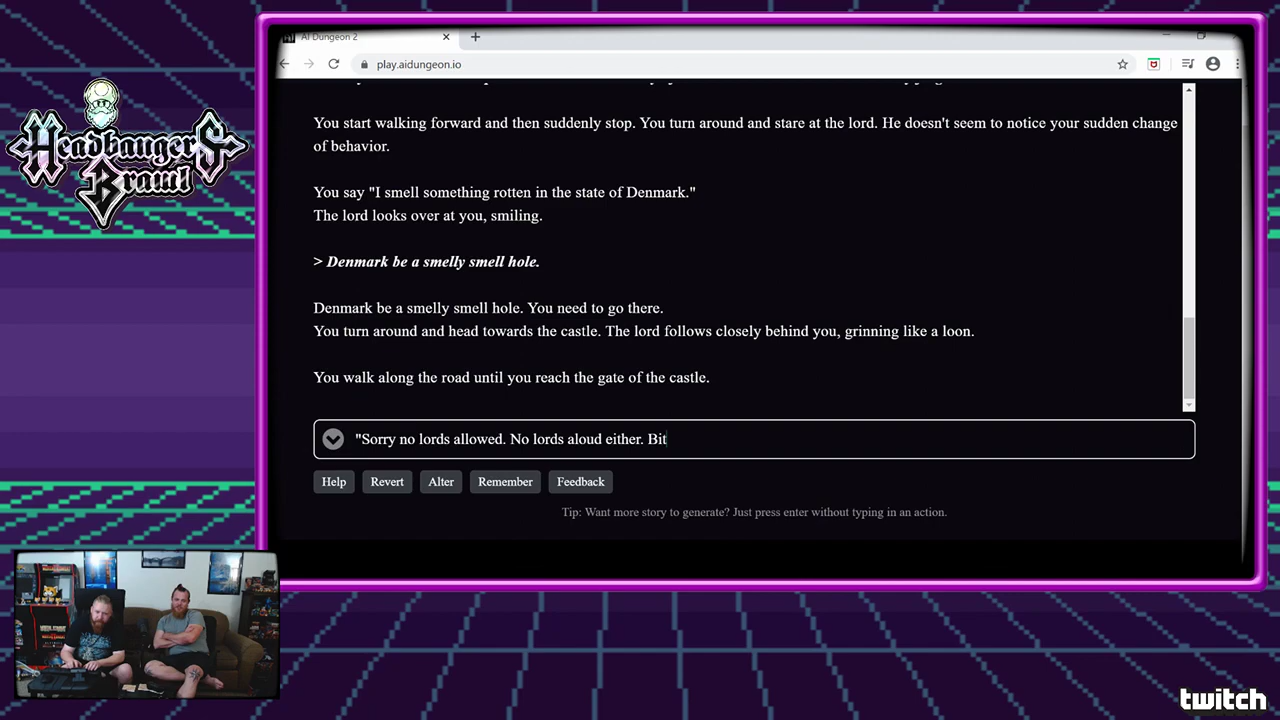 AI Dungeon 2
play.aidungeon.io
HeadbangerS
Brawl
You start walking forward and then suddenly stop. You turn around and stare at the lord. He doesn't seem to notice your sudden change
of behavior.
You say "I smell something rotten in the state of Denmark."
The lord looks over at you, smiling.
> Denmark be a smelly smell hole.
Denmark be a smelly smell hole. You need to go there.
You turn around and head towards the castle. The lord follows closely behind you, grinning like a loon.
You walk along the road until you reach the gate of the castle.
"Sorry no lords allowed. No lords aloud either. Bit
Help Revert Alter Remember Feedback
Tip: Want more story to generate? Just press enter without typing in an action.
twitch